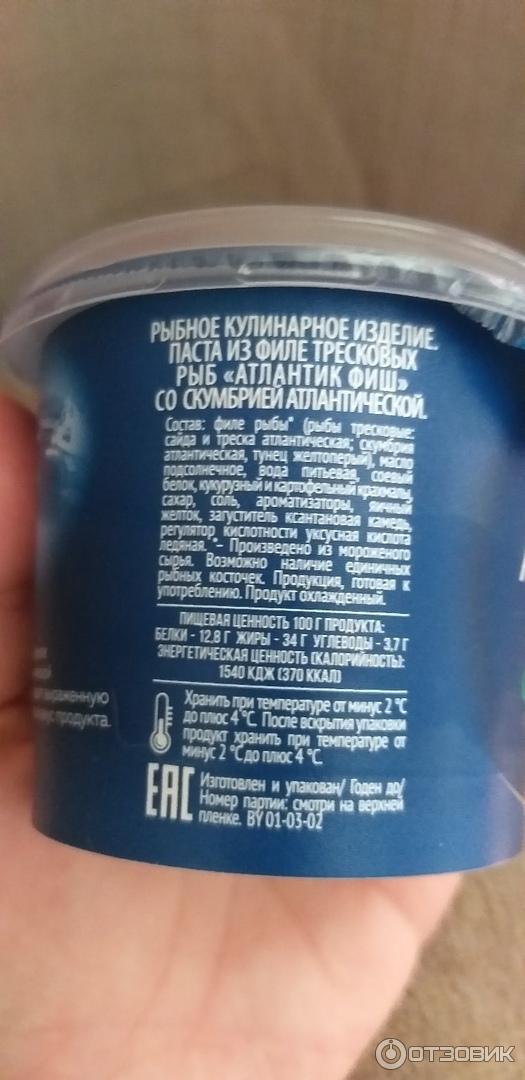 РЫБНОЕ КУЛИНАРНОЕ ИЗДЕЛИЕ.
ПАСТА ИЗ ФИЛЕ ТРЕСКОВЫХ
РЫБ «АТЛАНТИК ФИШ»
СО СКУМБРИЕЙ АТЛАНТИЧЕСКОЙ.
Состав: филе рыбы* (рыбы тресковые:
сайда и треска атлантическая; скумбрия
атлантическая, тунец желтоперый), масло
подсолнечное, вода питьевая, соевый
белок, кукурузный и картофельный крахмалы,
сахар, соль, ароматизаторы, яичный
желток, загуститель ксантановая камедь,
регулятор кислотности уксусная кислота
ледяная. *- Произведено из мороженого
сырья. Возможно наличие единичных
рыбных косточек. Продукция, готовая к
употреблению. Продукт охлажденный.
ПИЩЕВАЯ ЦЕННОСТЬ 100 Г ПРОДУКТА:
БЕЛКИ - 12,8 Г ЖИРЫ - 34 Г УГЛЕВОДЫ - 3,7 Г
ЭНЕРГЕТИЧЕСКАЯ ЦЕННОСТЬ (КАЛОРИЙНОСТЬ):
1540 КДЖ (370 ККАЛ)
выраженную
продукта.
Хранить при температуре от минус 2 °С
до плюс 4 °С. После вскрытия упаковки
продукт хранить при температуре от
минус 2 °С до плюс 4 °С.
EAC
Изготовлен и упакован/ Годен до/
Номер партии: смотри на верхней
пленке. BY 01-03-02
ОТЗОВИК